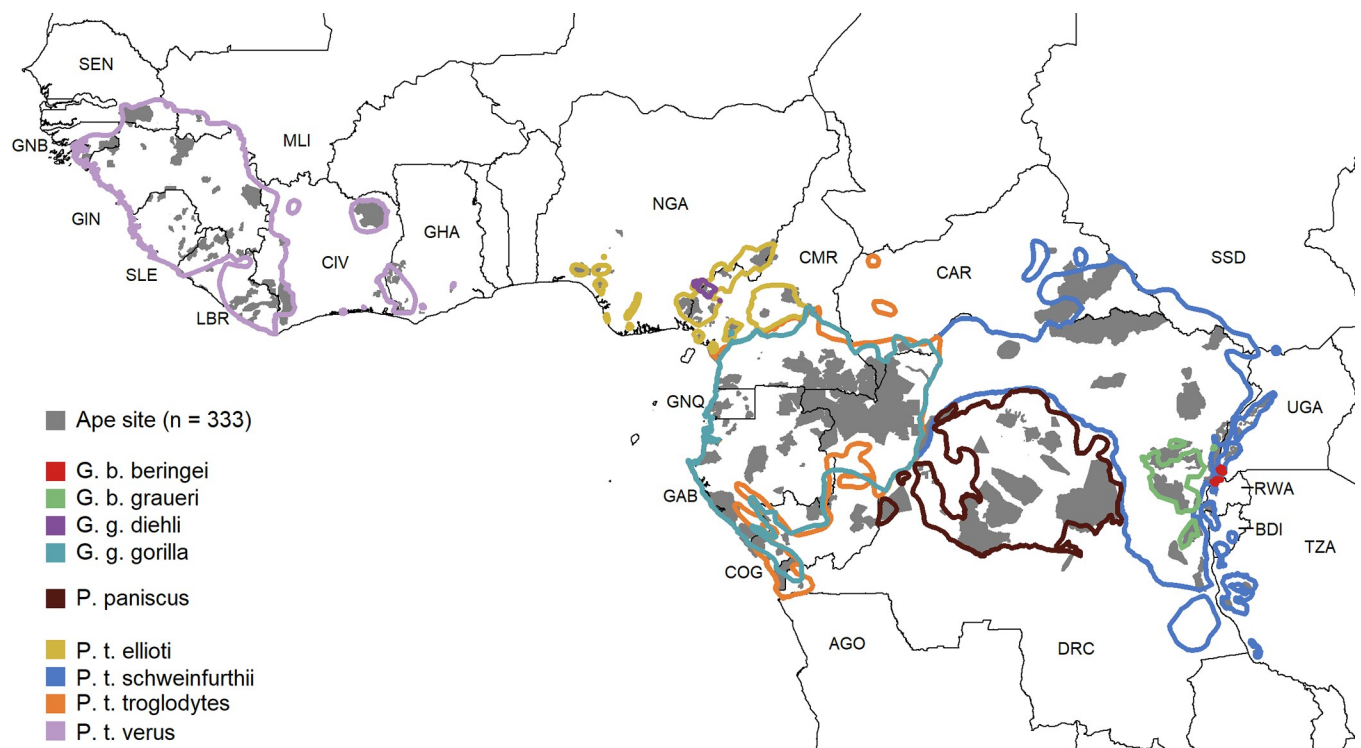 SEN
GNB
MLI
GIN
NGA
SLE
CIV
GHA
CMR
CAR
SSD
LBR
GNQ
UGA
GAB
RWA
BDI
TZA
COG
AGO
DRC
Ape site (n = 333)
G. b. beringei
G. b. graueri
G. g. diehli
G. g. gorilla
P. paniscus
P. t. ellioti
P. t. schweinfurthii
P. t. troglodytes
P. t. verus